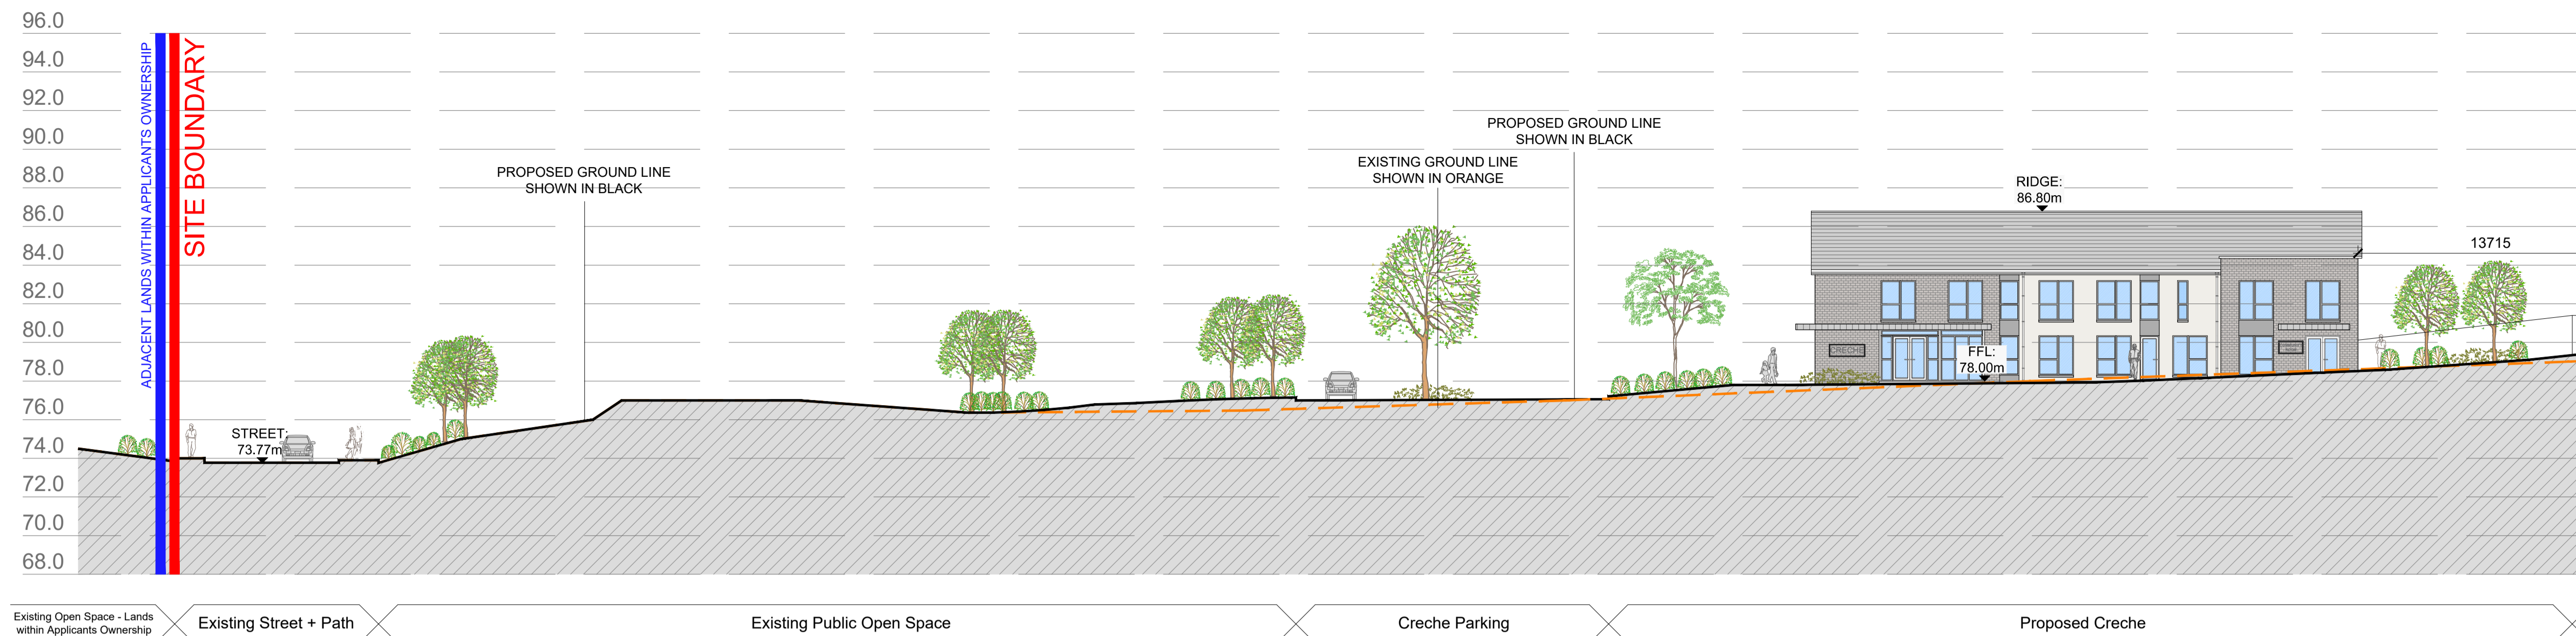 96.0
94.0
92.0
90.0
88.0
86.0
84.0
82.0
80.0
78.0
76.0
74.0
72.0
70.0
68.0
ADJACENT LANDS WITHIN APPLICANTS OWNERSHIP
SITE BOUNDARY
STREET:
73.77m
PROPOSED GROUND LINE
SHOWN IN BLACK
EXISTING GROUND LINE
SHOWN IN ORANGE
PROPOSED GROUND LINE
SHOWN IN BLACK
RIDGE:
86.80m
13715
CRECHE
FFL:
78.00m
Existing Open Space - Lands
within Applicants Ownership
Existing Street + Path
Existing Public Open Space
Creche Parking
Proposed Creche